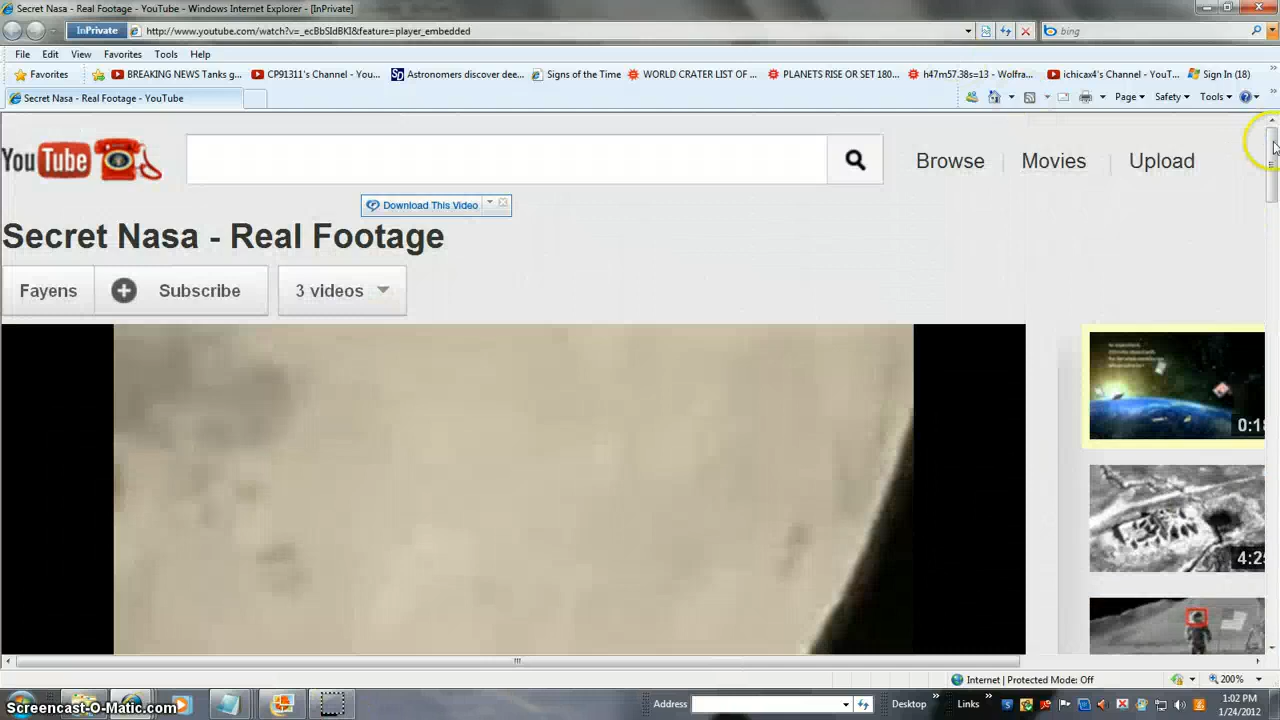 Secret Nasa - Real Footage - YouTube - Windows Internet Explorer - [InPrivate]
InPrivate http://www.youtube.com/watch?v=_ecBbSIdBKI&feature=player_embedded bing
File Edit View Favorites Tools Help
Favorites BREAKING NEWS Tanks g... CP91311's Channel - You... SD Astronomers discover dee... Signs of the Time WORLD CRATER LIST OF ... PLANETS RISE OR SET 180... h47m57.38s=13 - Wolfra... ichicax4's Channel - YouT... Sign In (18)
Secret Nasa - Real Footage - YouTube Page Safety Tools
YouTube Browse Movies Upload
Download This Video
Secret Nasa - Real Footage
Fayens Subscribe 3 videos
0:18
4:25
Internet | Protected Mode: Off 200%
Address Desktop Links 1:02 PM
Screencast-O-Matic.com 1/24/2012